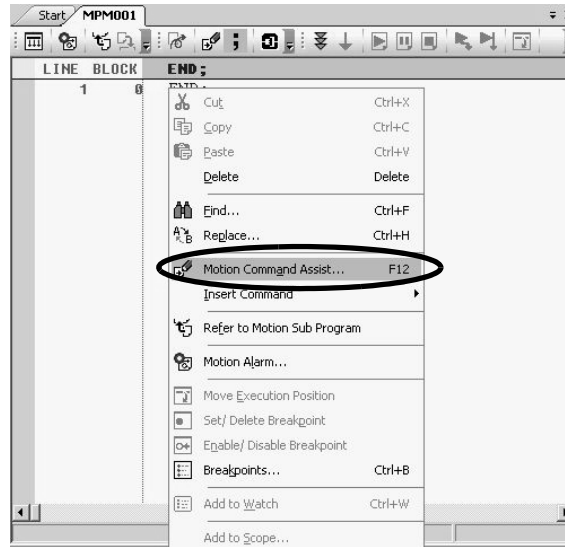 Start MPM001
LINE BLOCK END;
1 0 END;
Cut Ctrl+X
Copy Ctrl+C
Paste Ctrl+V
Delete Delete
Find... Ctrl+F
Replace... Ctrl+H
Motion Command Assist... F12
Insert Command
Refer to Motion Sub Program
Motion Alarm...
Move Execution Position
Set/ Delete Breakpoint
Enable/ Disable Breakpoint
Breakpoints... Ctrl+B
Add to Watch Ctrl+W
Add to Scope...